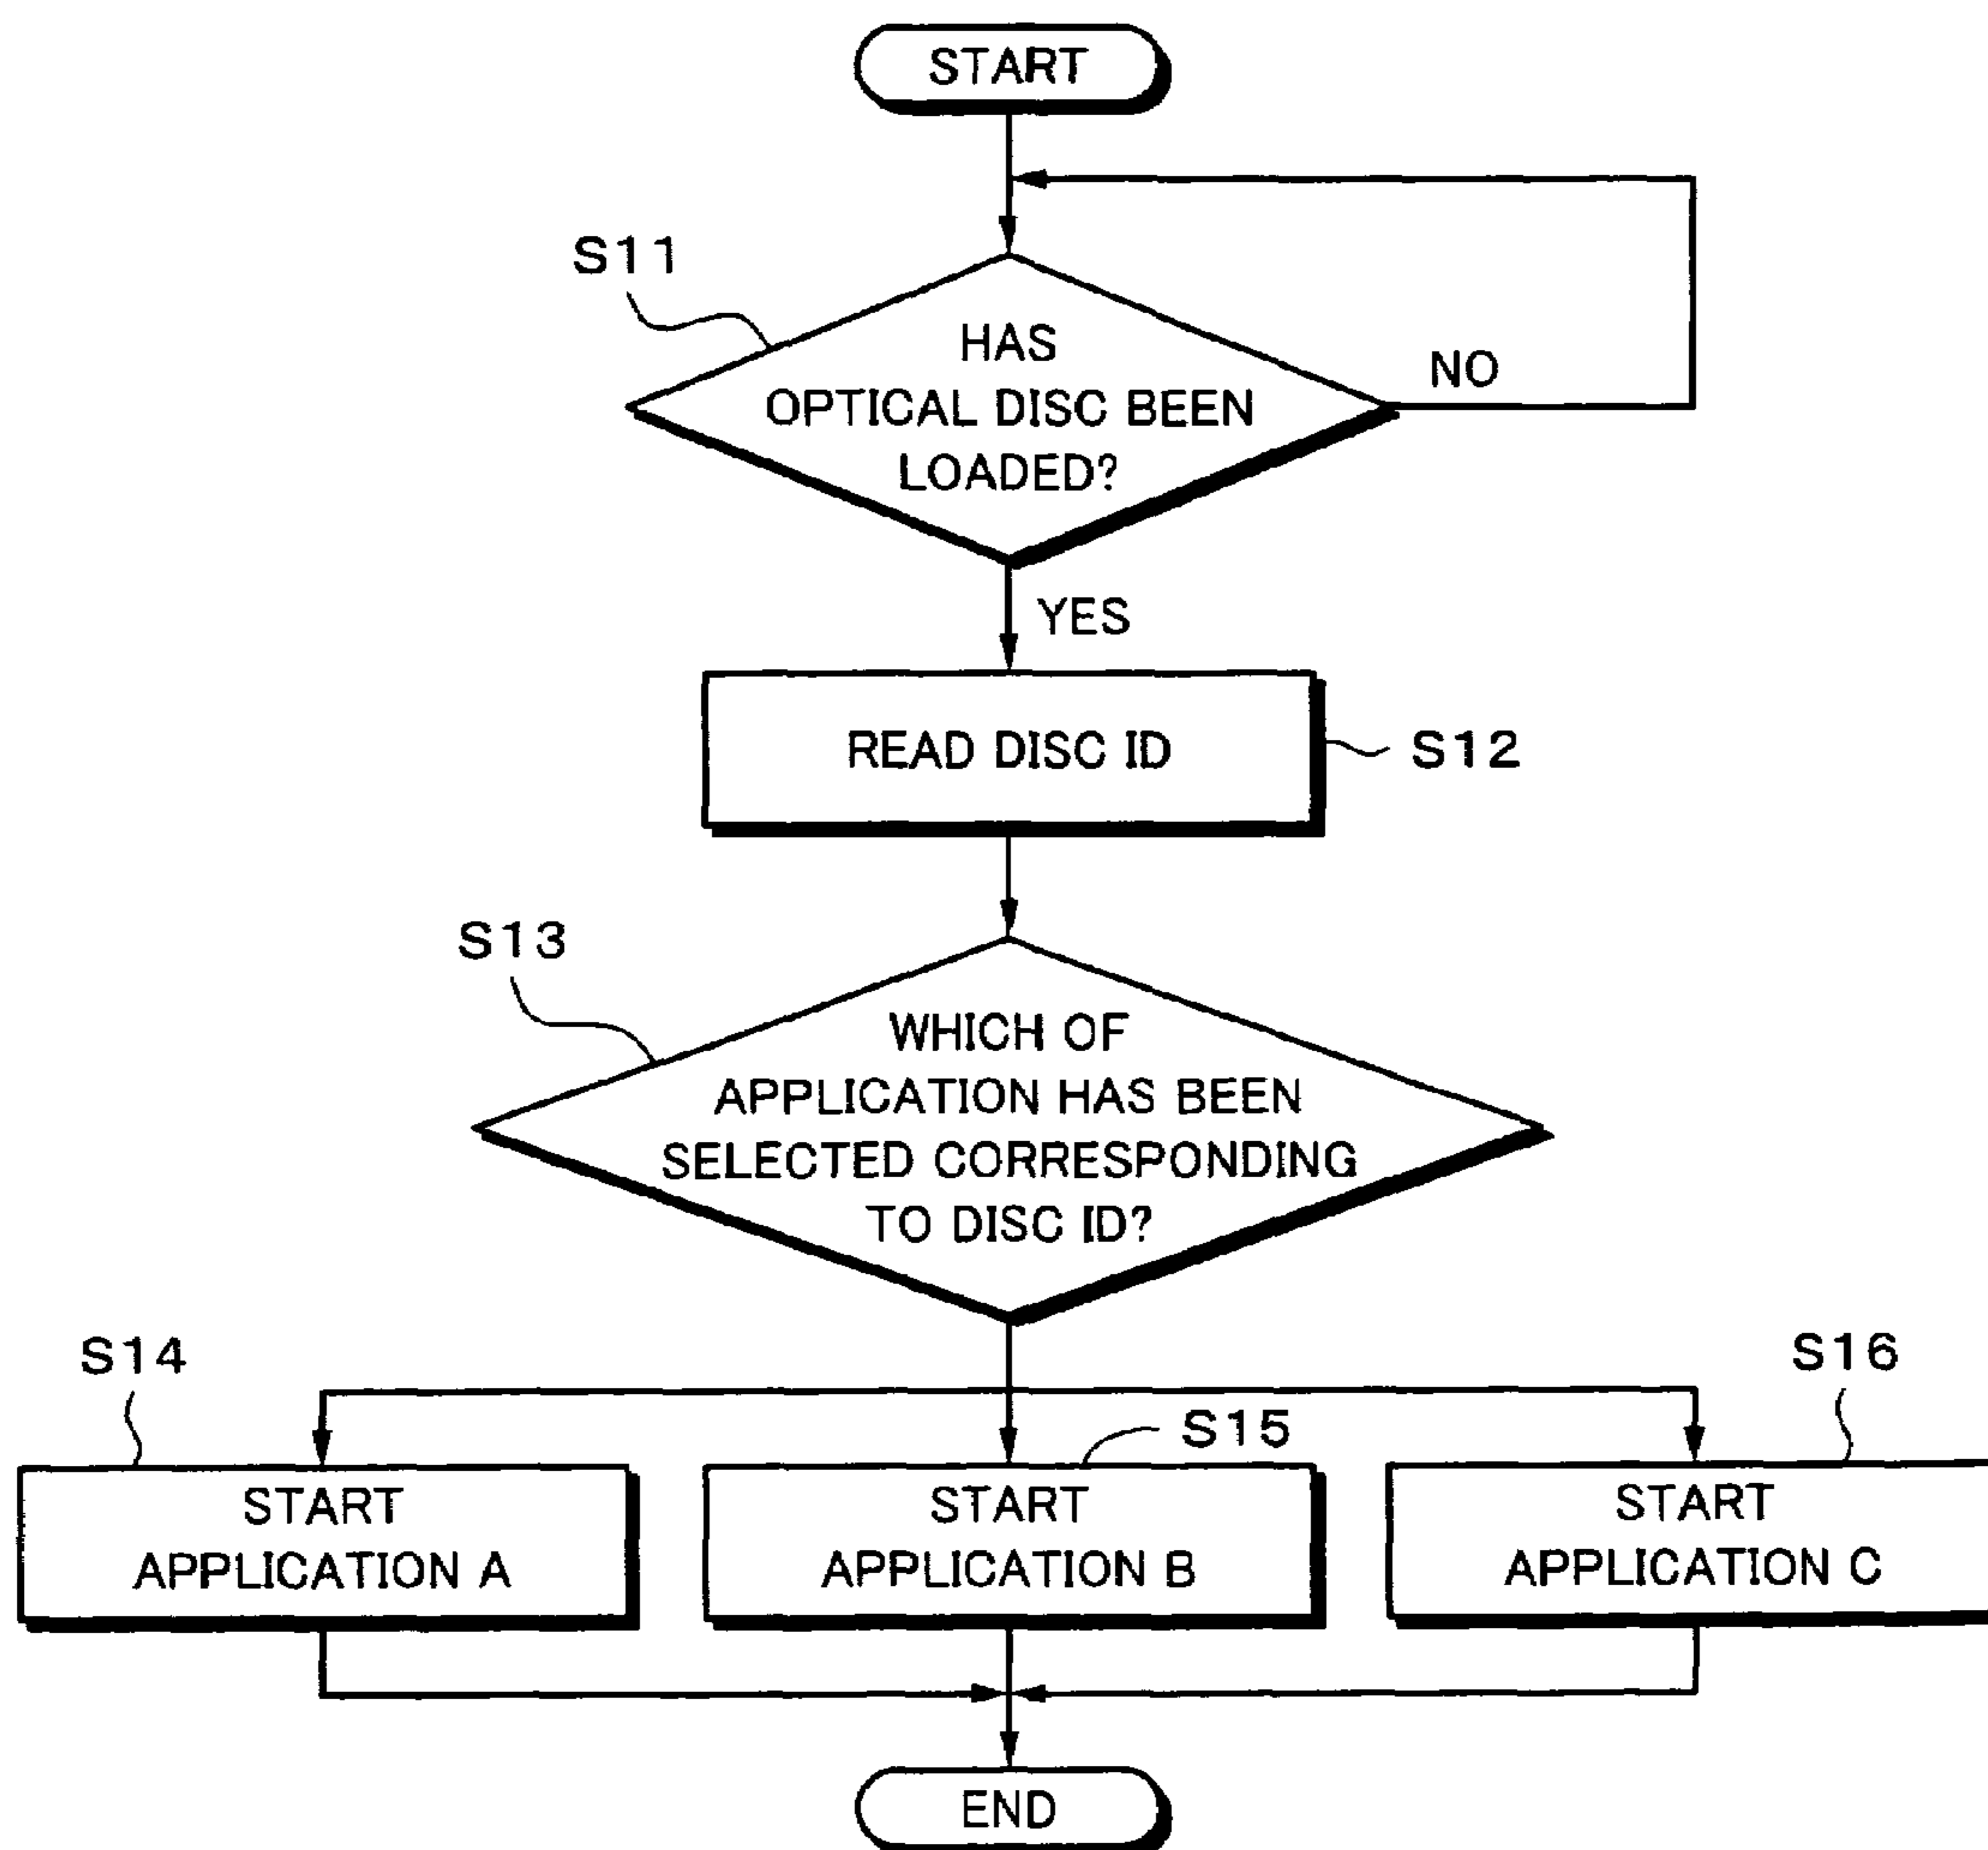 START
S11
HAS
OPTICAL DISC BEEN
LOADED?
NO
YES
READ DISC ID
S12
S13
WHICH OF
APPLICATION HAS BEEN
SELECTED CORRESPONDING
TO DISC ID?
S14
S15
S16
START
APPLICATION A
START
APPLICATION B
START
APPLICATION C
END